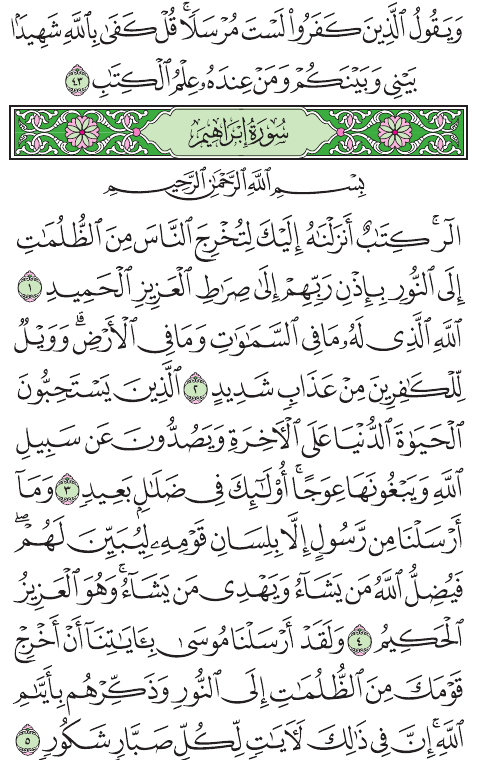 وَيَقُولُ ٱلَّذِينَ كَفَرُوا۟ لَسْتَ مُرْسَلًا ۚ قُلْ كَفَىٰ بِٱللَّهِ شَهِيدًۢا
بَيْنِى وَبَيْنَكُمْ وَمَنْ عِندَهُۥ عِلْمُ ٱلْكِتَٰبِ ٤٣
سُورَةُ إِبْرَاهِيمَ
بِسْمِ ٱللَّهِ ٱلرَّحْمَٰنِ ٱلرَّحِيمِ
الٓر ۚ كِتَٰبٌ أَنزَلْنَٰهُ إِلَيْكَ لِتُخْرِجَ ٱلنَّاسَ مِنَ ٱلظُّلُمَٰتِ
إِلَى ٱلنُّورِ بِإِذْنِ رَبِّهِمْ إِلَىٰ صِرَٰطِ ٱلْعَزِيزِ ٱلْحَمِيدِ ١
ٱللَّهِ ٱلَّذِى لَهُۥ مَا فِى ٱلسَّمَٰوَٰتِ وَمَا فِى ٱلْأَرْضِ ۗ وَوَيْلٌ
لِّلْكَٰفِرِينَ مِنْ عَذَابٍ شَدِيدٍ ٢ ٱلَّذِينَ يَسْتَحِبُّونَ
ٱلْحَيَوٰةَ ٱلدُّنْيَا عَلَى ٱلْءَاخِرَةِ وَيَصُدُّونَ عَن سَبِيلِ
ٱللَّهِ وَيَبْغُونَهَا عِوَجًا ۚ أُو۟لَٰٓئِكَ فِى ضَلَٰلٍۭ بَعِيدٍ ٣ وَمَآ
أَرْسَلْنَا مِن رَّسُولٍ إِلَّا بِلِسَانِ قَوْمِهِۦ لِيُبَيِّنَ لَهُمْ ۖ
فَيُضِلُّ ٱللَّهُ مَن يَشَآءُ وَيَهْدِى مَن يَشَآءُ ۚ وَهُوَ ٱلْعَزِيزُ
ٱلْحَكِيمُ ٤ وَلَقَدْ أَرْسَلْنَا مُوسَىٰ بِـَٔايَٰتِنَآ أَنْ أَخْرِجْ
قَوْمَكَ مِنَ ٱلظُّلُمَٰتِ إِلَى ٱلنُّورِ وَذَكِّرْهُم بِأَيَّىٰمِ
ٱللَّهِ ۚ إِنَّ فِى ذَٰلِكَ لَءَايَٰتٍ لِّكُلِّ صَبَّارٍ شَكُورٍ ٥